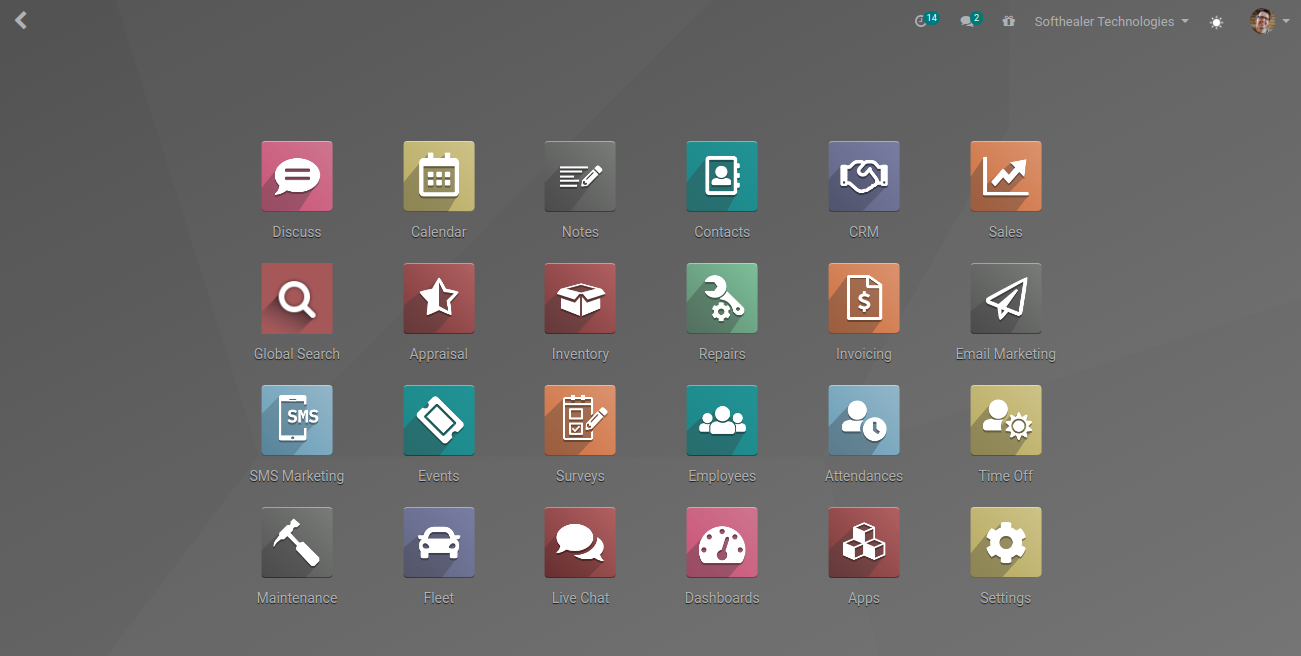 14 2 Softhealer Technologies
Discuss Calendar Notes Contacts CRM Sales
Global Search Appraisal Inventory Repairs Invoicing Email Marketing
SMS
SMS Marketing Events Surveys Employees Attendances Time Off
Maintenance Fleet Live Chat Dashboards Apps Settings